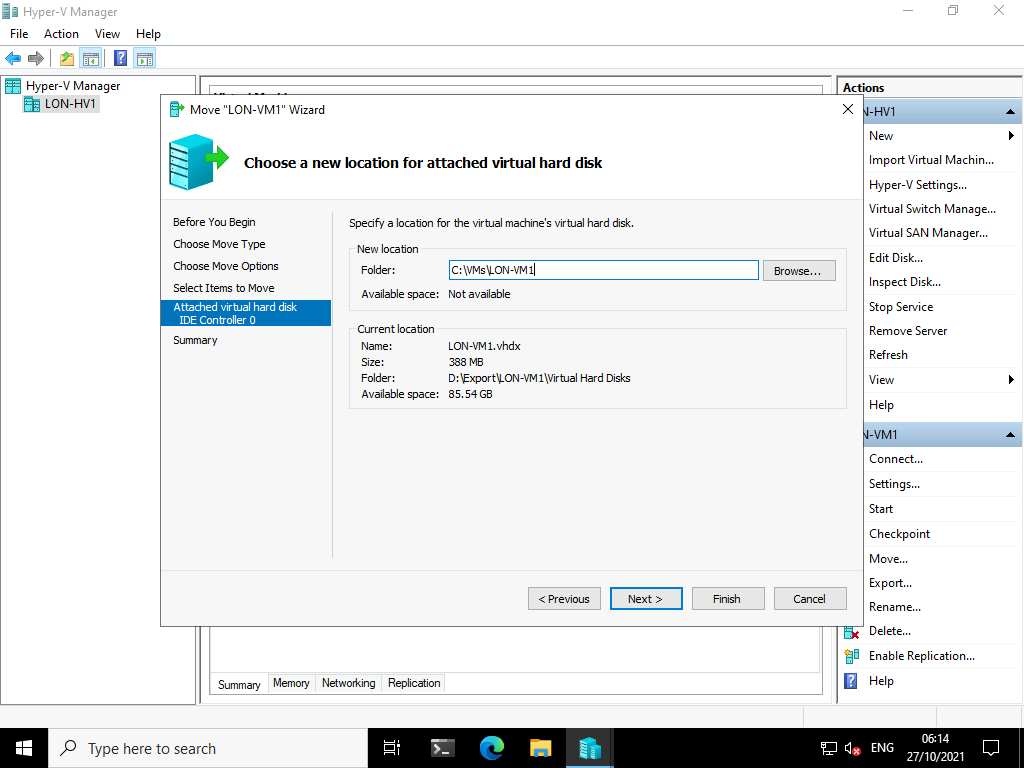 Hyper-V Manager
File Action View Help
Hyper-V Manager
LON-HV1
Move "LON-VM1" Wizard
Choose a new location for attached virtual hard disk
Before You Begin
Choose Move Type
Choose Move Options
Select Items to Move
Attached virtual hard disk
IDE Controller 0
Summary
Specify a location for the virtual machine's virtual hard disk.
New location
Folder: C:\VMs\LON-VM1 Browse...
Available space: Not available
Current location
Name: LON-VM1.vhdx
Size: 388 MB
Folder: D:\Export\LON-VM1\Virtual Hard Disks
Available space: 85.54 GB
< Previous Next > Finish Cancel
Summary Memory Networking Replication
Actions
N-HV1
New
Import Virtual Machin...
Hyper-V Settings...
Virtual Switch Manage...
Virtual SAN Manager...
Edit Disk...
Inspect Disk...
Stop Service
Remove Server
Refresh
View
Help
N-VM1
Connect...
Settings...
Start
Checkpoint
Move...
Export...
Rename...
Delete...
Enable Replication...
Help
Type here to search
ENG
06:14
27/10/2021